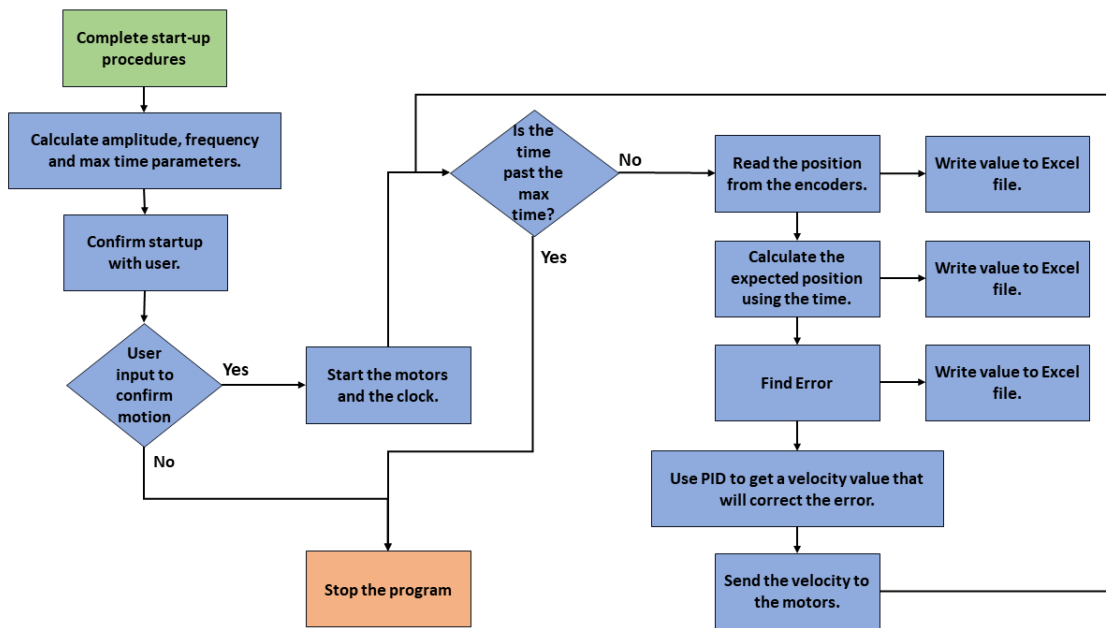 Complete start-up
procedures
Calculate amplitude, frequency
and max time parameters.
Confirm startup
with user.
User
input to
confirm
motion
Yes
No
Start the motors
and the clock.
Is the
time
past the
max
time?
No
Yes
Stop the program
Read the position
from the encoders.
Write value to Excel
file.
Calculate the
expected position
using the time.
Write value to Excel
file.
Find Error
Write value to Excel
file.
Use PID to get a velocity value that
will correct the error.
Send the velocity to
the motors.